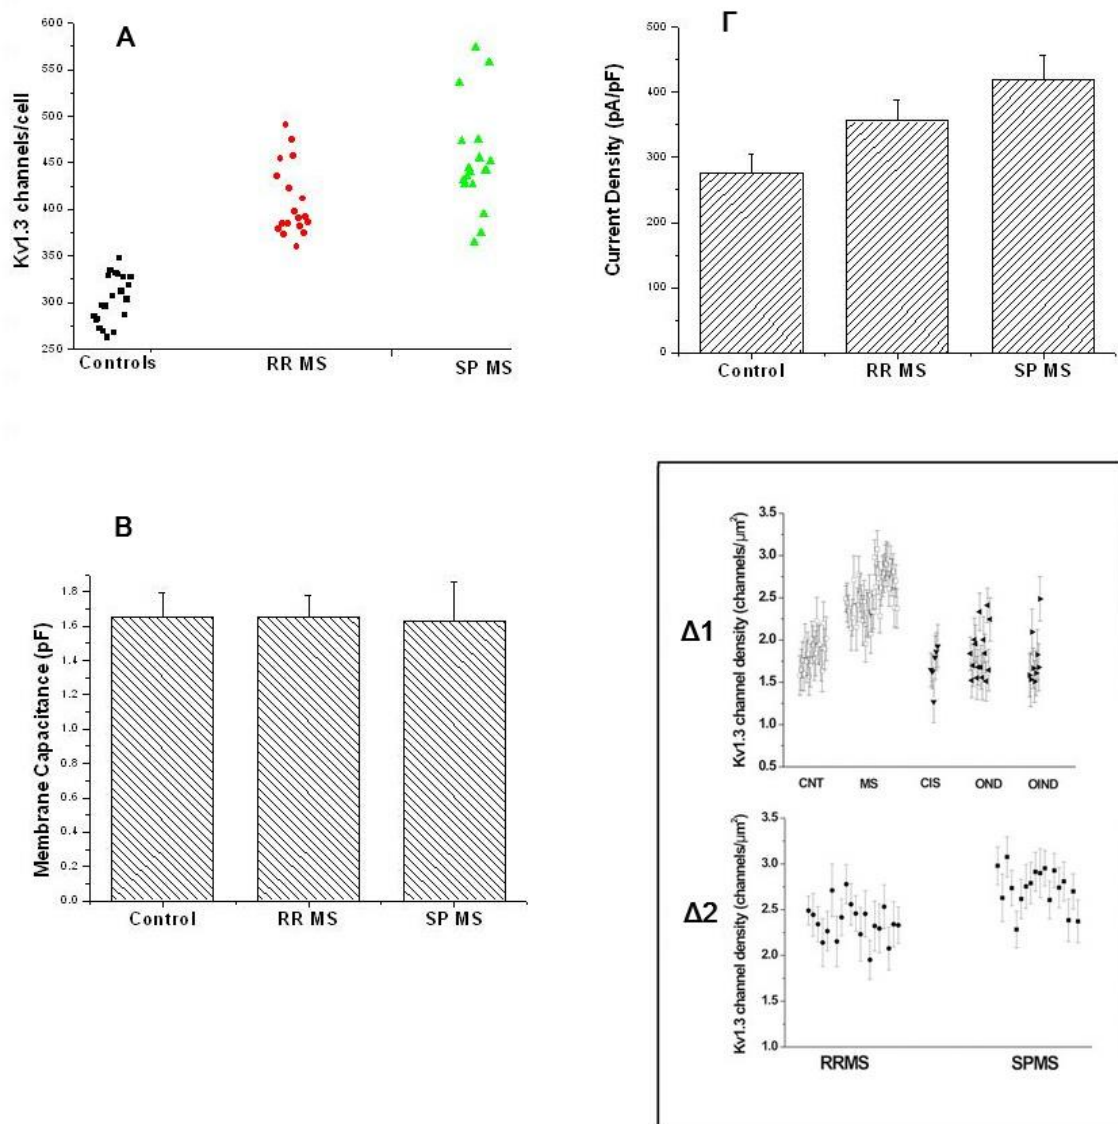 A
Kv1.3 channels/cell
600
550
500
450
400
350
300
250
Controls RR MS SP MS
Γ
Current Density (pA/pF)
500
400
300
200
100
0
Control RR MS SP MS
B
Membrane Capacitance (pF)
1.8
1.6
1.4
1.2
1.0
0.8
0.6
0.4
0.2
0.0
Control RR MS SP MS
Δ1
Kv1.3 channel density (channels/μm²)
3.5
3.0
2.5
2.0
1.5
1.0
0.5
CNT MS CIS OND OIND
Δ2
Kv1.3 channel density (channels/μm²)
3.5
3.0
2.5
2.0
1.5
1.0
RRMS SPMS